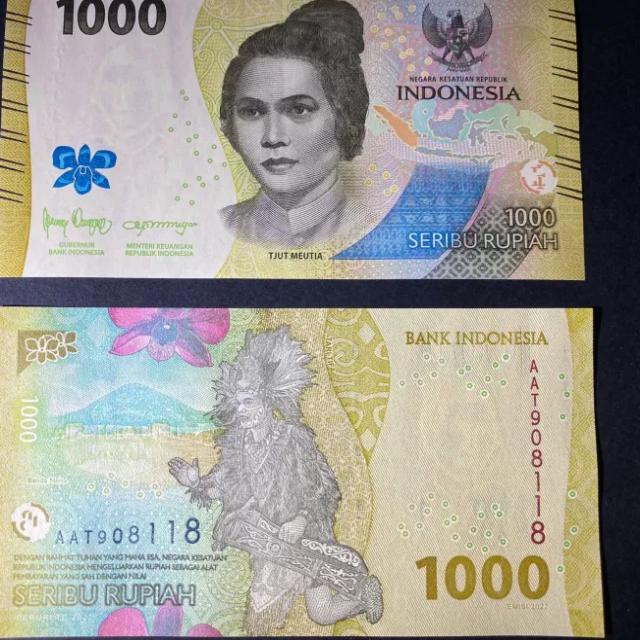 1000
NEGARA KESATUAN REPUBLIK
INDONESIA
GUBERNUR
BANK INDONESIA
MENTERI KEUANGAN
REPUBLIK INDONESIA
TJUT MEUTIA
1000
SERIBU RUPIAH
BANK INDONESIA
1000
AAT908118
AAT908118
DENGAN RAHMAT TUHAN YANG MAHA ESA, NEGARA KESATUAN
REPUBLIK INDONESIA MENGELUARKAN RUPIAH SEBAGAI ALAT
PEMBAYARAN YANG SAH DENGAN NILAI
SERIBU RUPIAH
1000
EMISI 2022